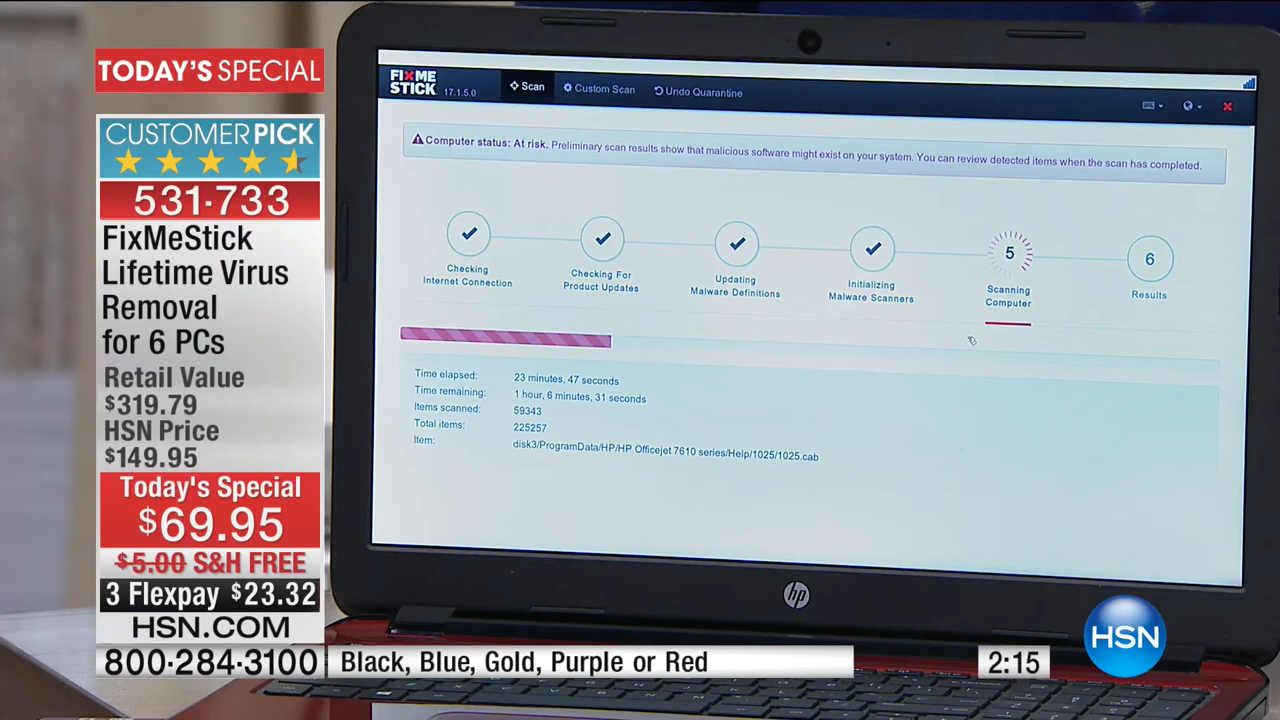 TODAY'S SPECIAL
CUSTOMER PICK
531·733
FixMeStick
Lifetime Virus
Removal
for 6 PCs
Retail Value
$319.79
HSN Price
$149.95
Today's Special
$69.95
$5.00 S&H FREE
3 Flexpay $23.32
HSN.COM
800·284·3100
Black, Blue, Gold, Purple or Red
2:15
HSN
FIXME
STICK 17.1.5.0
Scan
Custom Scan
Undo Quarantine
Computer status: At risk. Preliminary scan results show that malicious software might exist on your system. You can review detected items when the scan has completed.
Checking
Internet Connection
Checking For
Product Updates
Updating
Malware Definitions
Initializing
Malware Scanners
5
Scanning
Computer
6
Results
Time elapsed: 23 minutes, 47 seconds
Time remaining: 1 hour, 6 minutes, 31 seconds
Items scanned: 59343
Total items: 225257
Item: disk3/ProgramData/HP/HP Officejet 7610 series/Help/1025/1025.cab
hp